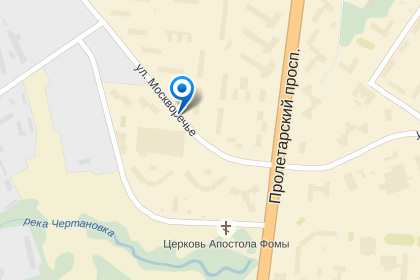 ул. Москворечье
Пролетарский просп.
река Чертановка
Церковь Апостола Фомы